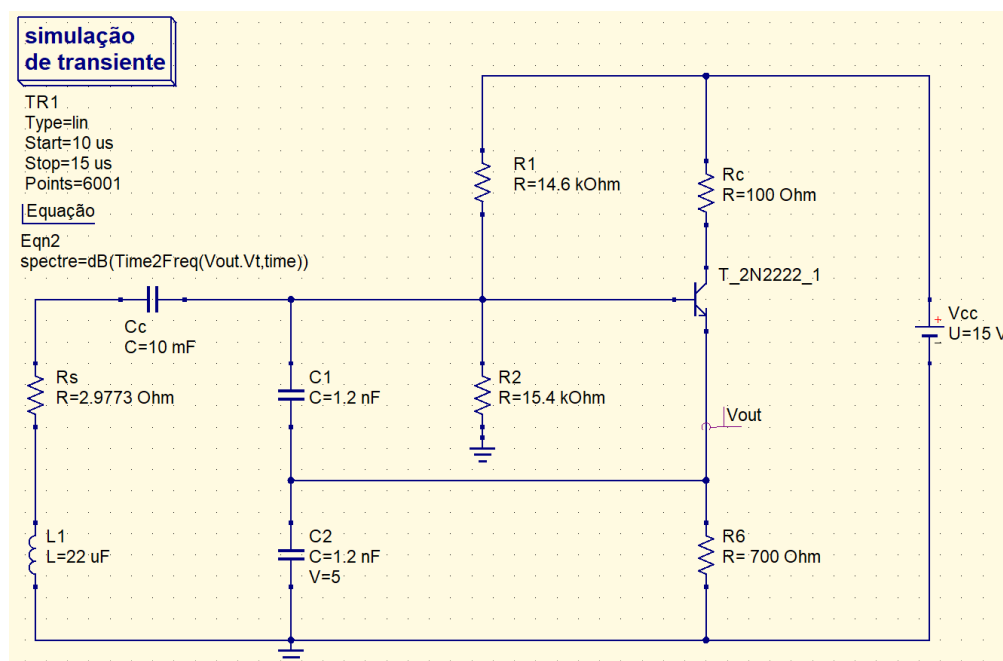 simulação
de transiente
TR1
Type=lin
Start=10 us
Stop=15 us
Points=6001
Equação
Eqn2
spectre=dB(Time2Freq(Vout.Vt,time))
R1
R=14.6 kOhm
Rc
R=100 Ohm
T_2N2222_1
Vcc
U=15 V
Cc
C=10 mF
Rs
R=2.9773 Ohm
C1
C=1.2 nF
R2
R=15.4 kOhm
Vout
L1
L=22 uF
C2
C=1.2 nF
V=5
R6
R= 700 Ohm